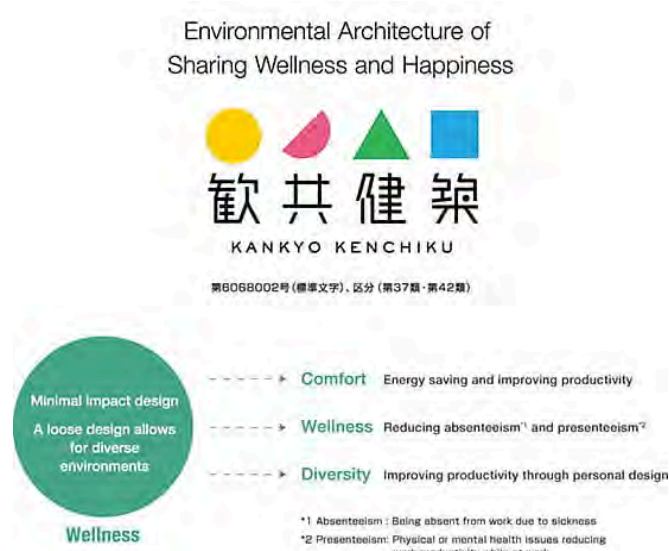 Environmental Architecture of
Sharing Wellness and Happiness
歓共健築
KANKYO KENCHIKU
第6068002号(標準文字)、区分(第37類・第42類)
Minimal impact design
A loose design allows
for diverse
environments
Wellness
Comfort Energy saving and improving productivity
Wellness Reducing absenteeism*1 and presenteeism*2
Diversity Improving productivity through personal design
*1 Absenteeism : Being absent from work due to sickness
*2 Presenteeism: Physical or mental health issues reducing